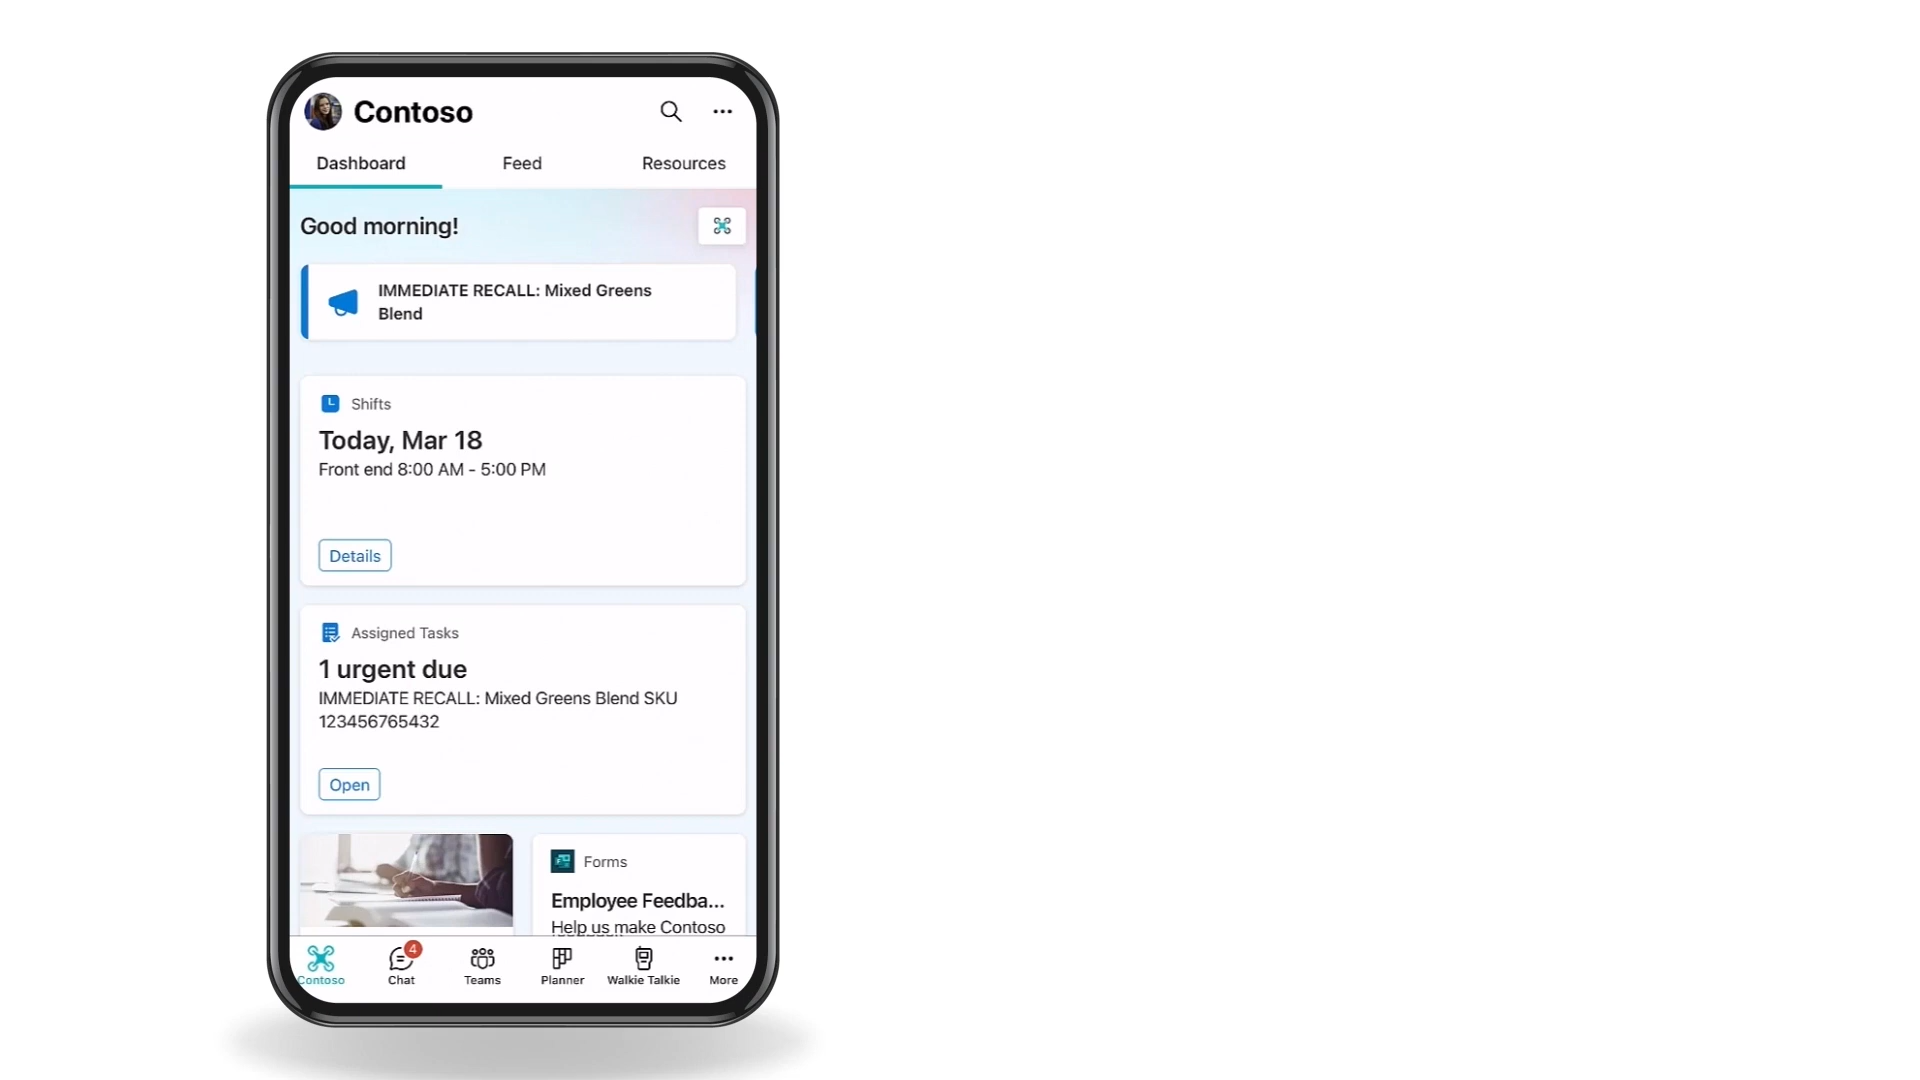 Contoso
Dashboard
Feed
Resources
Good morning!
IMMEDIATE RECALL: Mixed Greens
Blend
Shifts
Today, Mar 18
Front end 8:00 AM - 5:00 PM
Details
Assigned Tasks
1 urgent due
IMMEDIATE RECALL: Mixed Greens Blend SKU
123456765432
Open
Forms
Employee Feedba...
Help us make Contoso
4
Contoso
Chat
Teams
Planner
Walkie Talkie
More